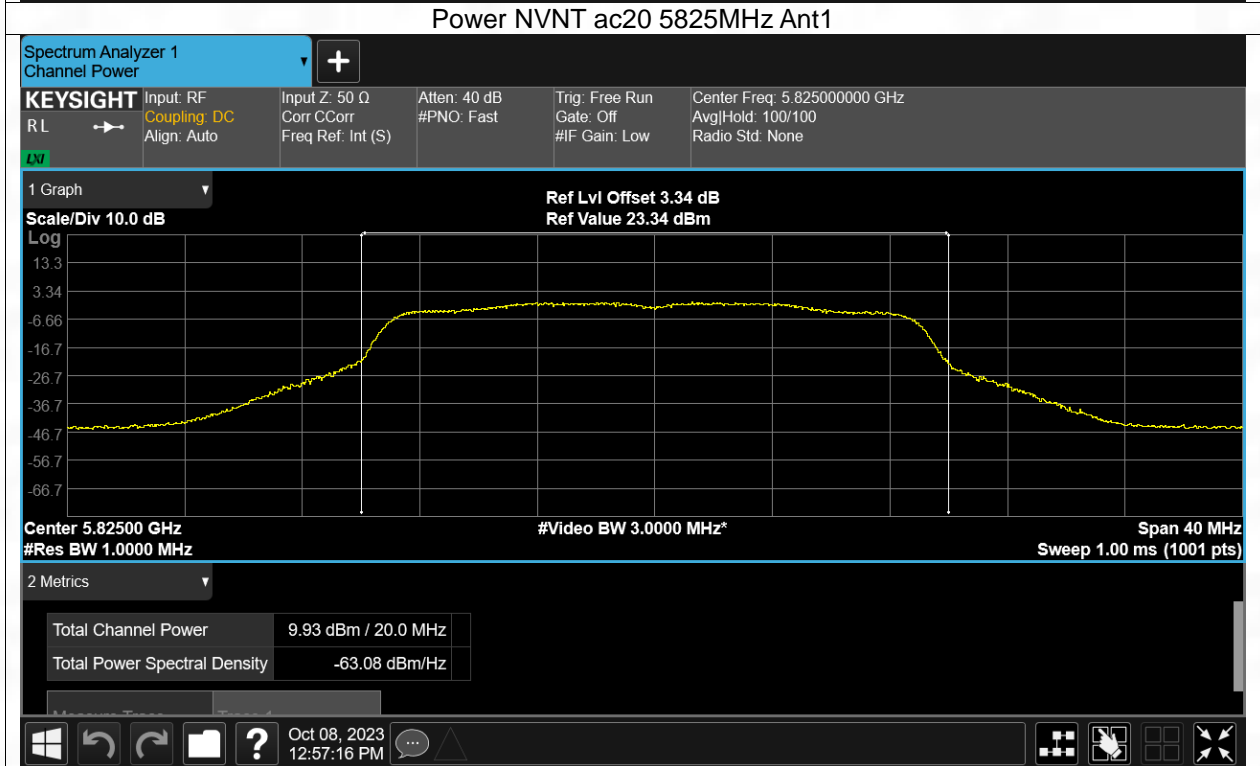 Power NVNT ac20 5825MHz Ant1
Spectrum Analyzer 1
Channel Power
+
KEYSIGHT
RL
LXI
Input: RF
Coupling: DC
Align: Auto
Input Z: 50 Ω
Corr CCorr
Freq Ref: Int (S)
Atten: 40 dB
#PNO: Fast
Trig: Free Run
Gate: Off
#IF Gain: Low
Center Freq: 5.825000000 GHz
Avg|Hold: 100/100
Radio Std: None
1 Graph
Scale/Div 10.0 dB
Ref Lvl Offset 3.34 dB
Ref Value 23.34 dBm
Log
13.3
3.34
-6.66
-16.7
-26.7
-36.7
-46.7
-56.7
-66.7
Center 5.82500 GHz
#Video BW 3.0000 MHz*
Span 40 MHz
#Res BW 1.0000 MHz
Sweep 1.00 ms (1001 pts)
2 Metrics
Total Channel Power 9.93 dBm / 20.0 MHz
Total Power Spectral Density -63.08 dBm/Hz
?
Oct 08, 2023
12:57:16 PM